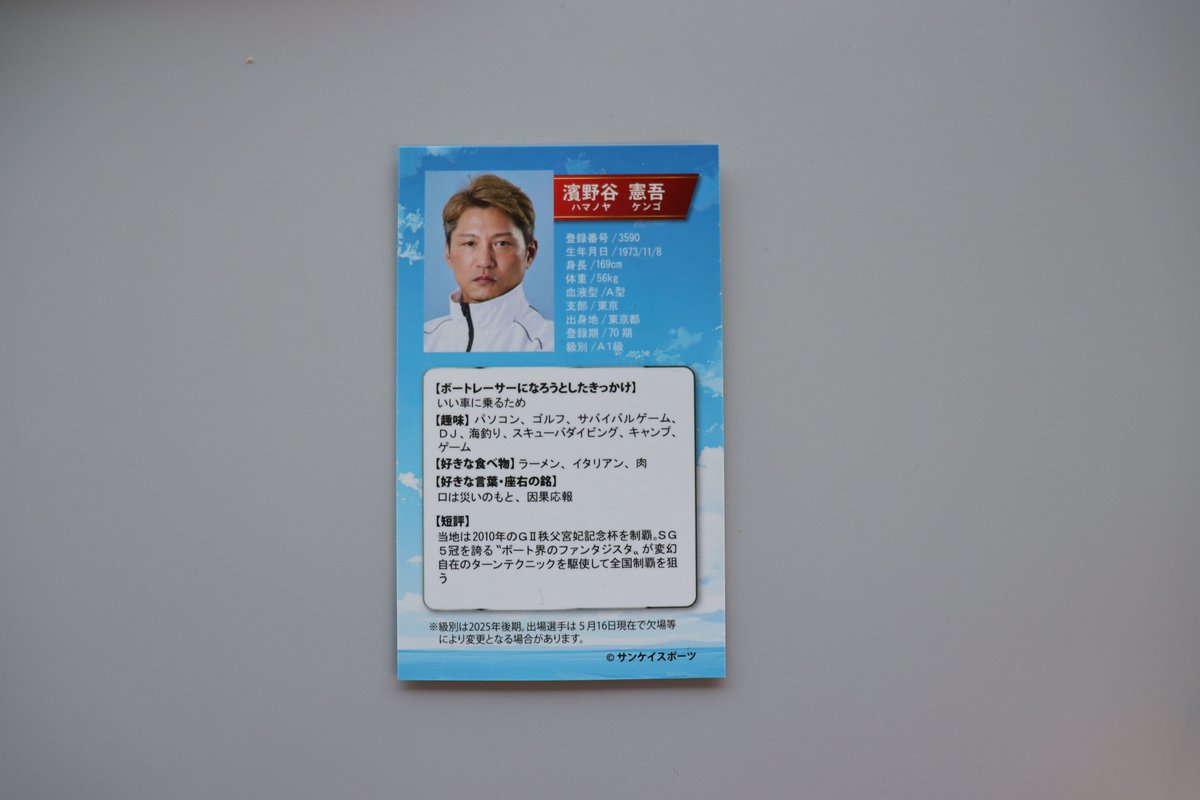 濱野谷 憲吾
ハマノヤ ケンゴ
登録番号/3590
生年月日/1973/11/8
身長/169cm
体重/56kg
血液型/A型
支部/東京
出身地/東京都
登録期/70期
級別/A1級
【ボートレーサーになろうとしたきっかけ】
いい車に乗るため
【趣味】パソコン、ゴルフ、サバイバルゲーム、
DJ、海釣り、スキューバダイビング、キャンプ、
ゲーム
【好きな食べ物】ラーメン、イタリアン、肉
【好きな言葉・座右の銘】
口は災いのもと、因果応報
【短評】
当地は2010年のGⅡ秩父宮妃記念杯を制覇。SG
5冠を誇る〝ボート界のファンタジスタ〟が変幻
自在のターンテクニックを駆使して全国制覇を狙
う
※級別は2025年後期。出場選手は5月16日現在で欠場等
により変更となる場合があります。
© サンケイスポーツ